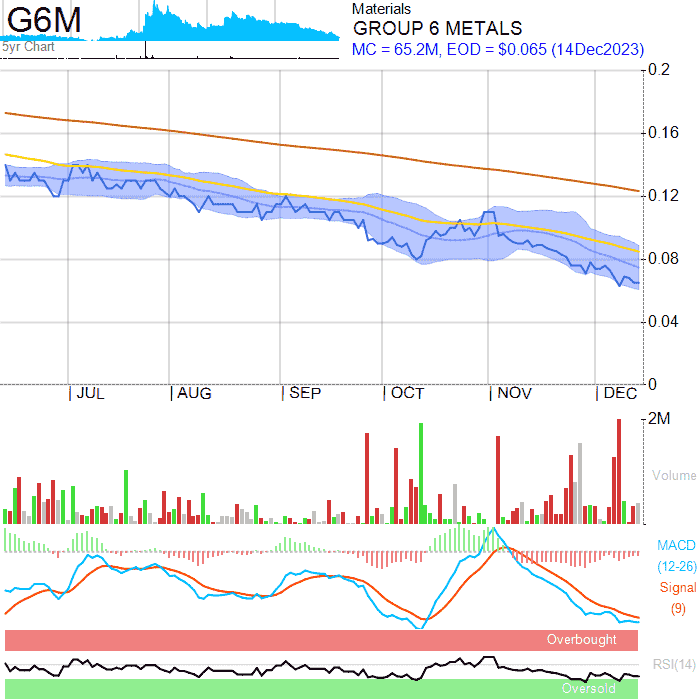 G6M
5yr Chart
Materials
GROUP 6 METALS
MC = 65.2M, EOD = $0.065 (14Dec2023)
0.2
0.16
0.12
0.08
0.04
0
JUL AUG SEP OCT NOV DEC
2M
Volume
MACD
(12-26)
Signal
(9)
Overbought
RSI(14)
Oversold